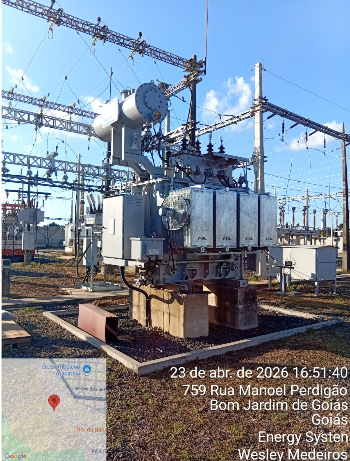 23 de abr. de 2026 16:51:40
759 Rua Manoel Perdigão
Bom Jardim de Goiás
Goiás
Energy System
Wesley Medeiros
Google